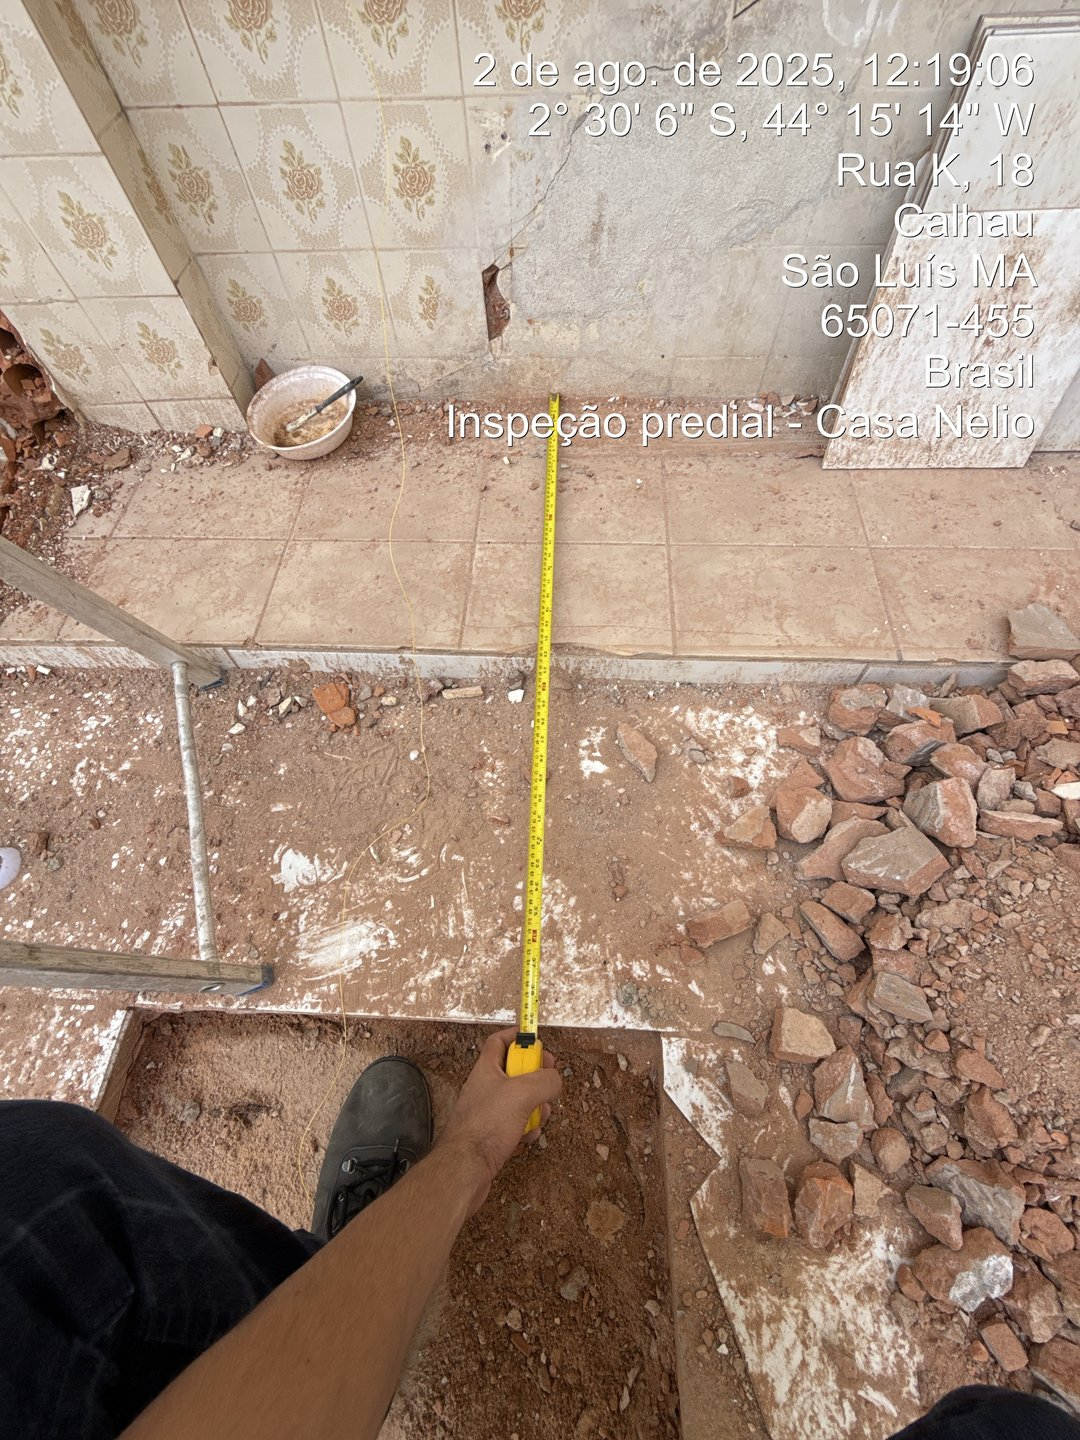 2 de ago. de 2025, 12:19:06
2° 30' 6" S, 44° 15' 14" W
Rua K, 18
Calhau
São Luís MA
65071-455
Brasil
Inspeção predial - Casa Nelio